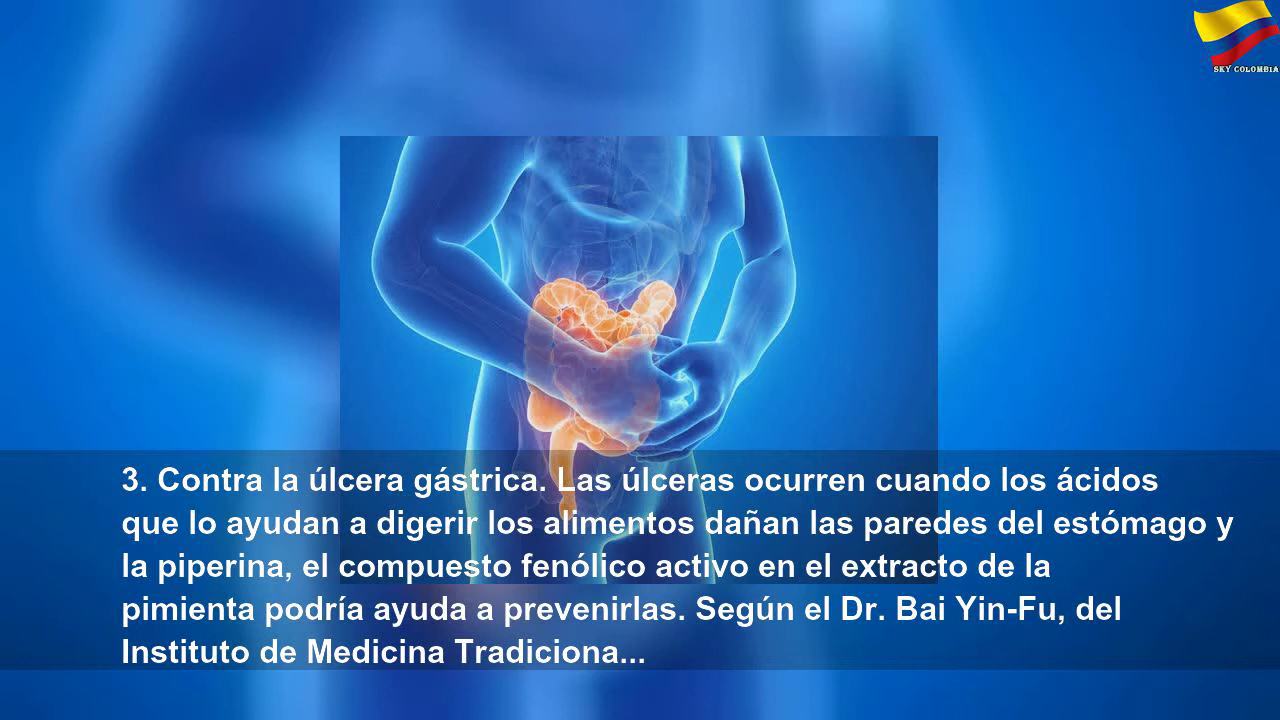 SKY COLOMBIA
3. Contra la úlcera gástrica. Las úlceras ocurren cuando los ácidos
que lo ayudan a digerir los alimentos dañan las paredes del estómago y
la piperina, el compuesto fenólico activo en el extracto de la
pimienta podría ayuda a prevenirlas. Según el Dr. Bai Yin-Fu, del
Instituto de Medicina Tradiciona...